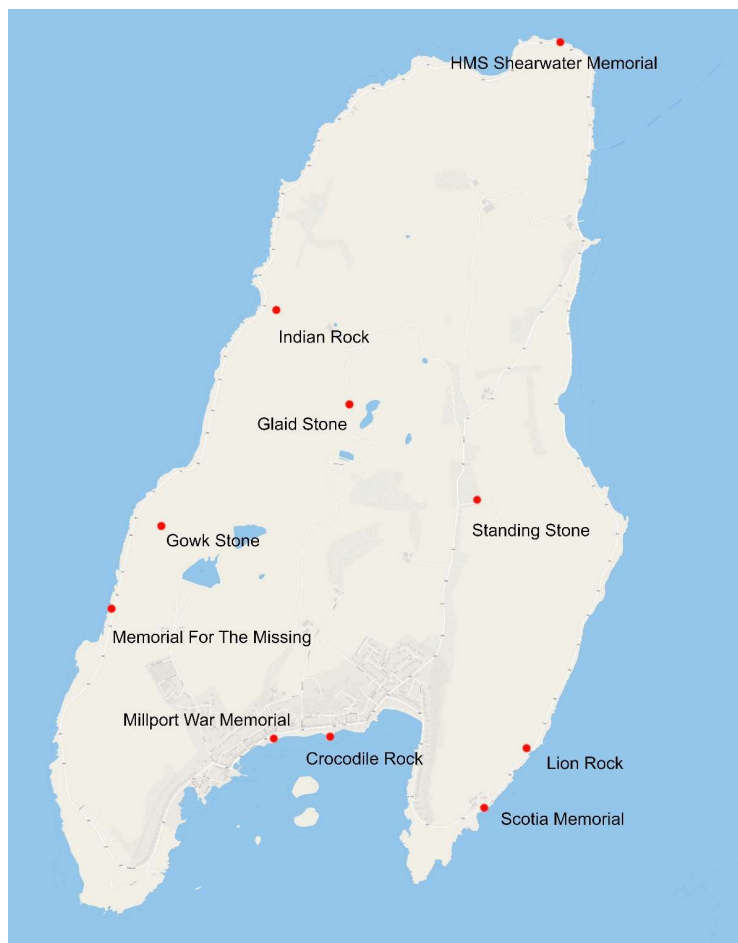 HMS Shearwater Memorial
Indian Rock
Glaid Stone
Standing Stone
Gowk Stone
Memorial For The Missing
Millport War Memorial
Crocodile Rock
Lion Rock
Scotia Memorial